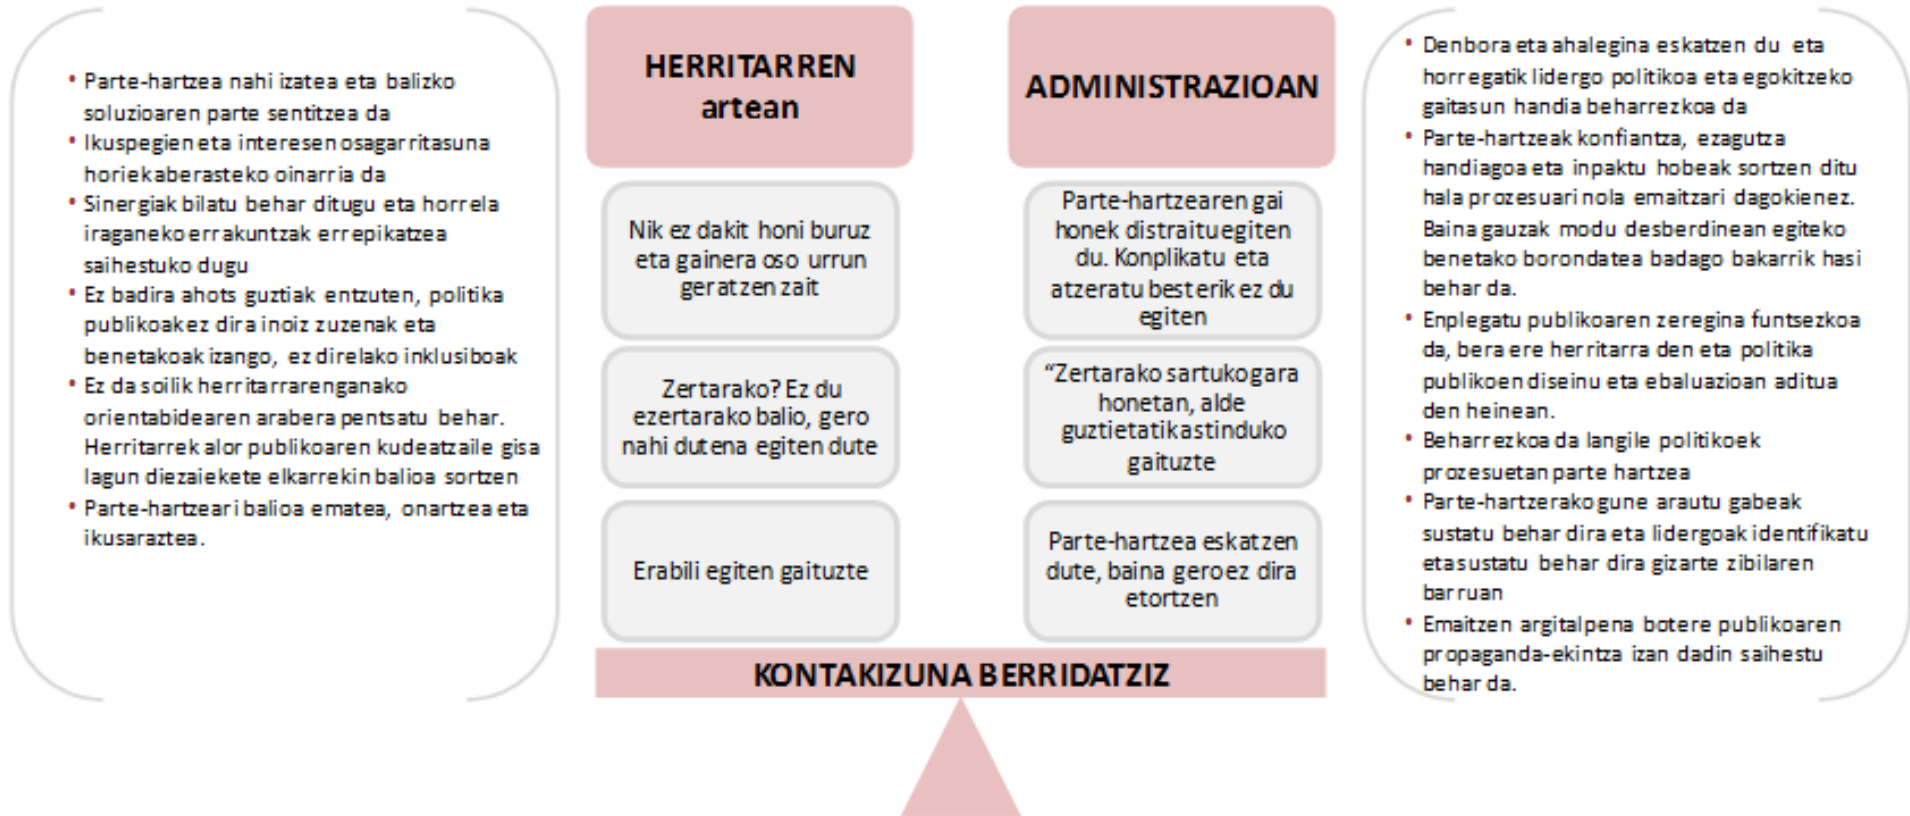 • Parte-hartzea nahi izatea eta balizko
soluzioaren parte sentitzea da
• Ikuspegien eta interesen osagarritasuna
horiek aberasteko oinarria da
• Sinergiak bilatu behar ditugu eta horrela
iraganeko errakuntzak errepikatzea
saihestuko dugu
• Ez badira ahots guztiak entzuten, politika
publikoak ez dira inoiz zuzenak eta
benetakoak izango, ez direlako inklusiboak
• Ez da soilik herritarrarenganako
orientabidearen arabera pentsatu behar.
Herritarrek alor publikoaren kudeatzaile gisa
lagun diezaiekete elkarrekin balioa sortzen
• Parte-hartzeari balioa ematea, onartzea eta
ikusaraztea.
HERRITARREN
artean
Nik ez dakit honi buruz
eta gainera oso urrun
geratzen zait
Zertarako? Ez du
ezertarako balio, gero
nahi dutena egiten dute
Erabili egiten gaituzte
ADMINISTRAZIOAN
Parte-hartzearen gai
honek distraitu egiten
du. Konplikatu eta
atzeratu besterik ez du
egiten
“Zertarako sartuko gara
honetan, alde
guztietatik astinduko
gaituzte
Parte-hartzea eskatzen
dute, baina gero ez dira
etortzen
KONTAKIZUNA BERRIDATZIZ
• Denbora eta ahalegina eskatzen du eta
horregatik lidergo politikoa eta egokitzeko
gaitasun handia beharrezkoa da
• Parte-hartzeak konfiantza, ezagutza
handiagoa eta inpaktu hobeak sortzen ditu
hala prozesuari nola emaitzari dagokienez.
Baina gauzak modu desberdinean egiteko
benetako borondatea badago bakarrik hasi
behar da.
• Enplegatu publikoaren zeregina funtsezkoa
da, bera ere herritarra den eta politika
publikoen diseinu eta ebaluazioan aditua
den heinean.
• Beharrezkoa da langile politikoek
prozesuetan parte hartzea
• Parte-hartzerako gune arautu gabeak
sustatu behar dira eta lidergoak identifikatu
eta sustatu behar dira gizarte zibilaren
barruan
• Emaitzen argitalpena botere publikoaren
propaganda-ekintza izan dadin saihestu
behar da.